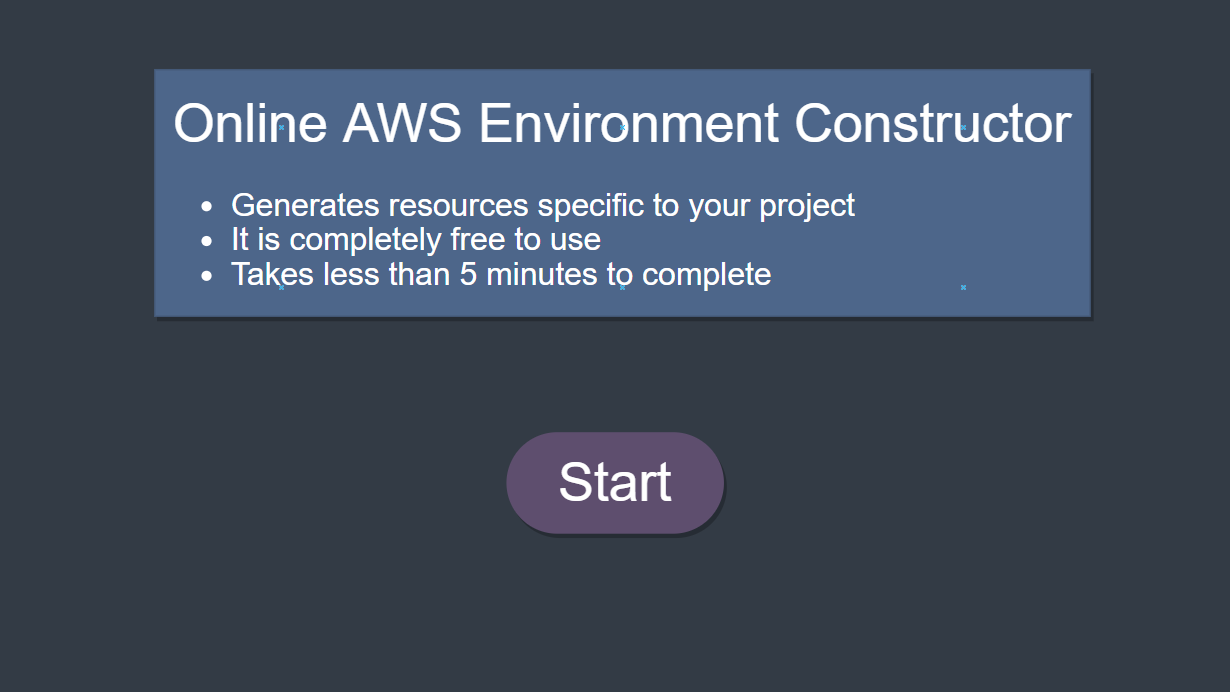 Online AWS Environment Constructor
• Generates resources specific to your project
• It is completely free to use
• Takes less than 5 minutes to complete
Start